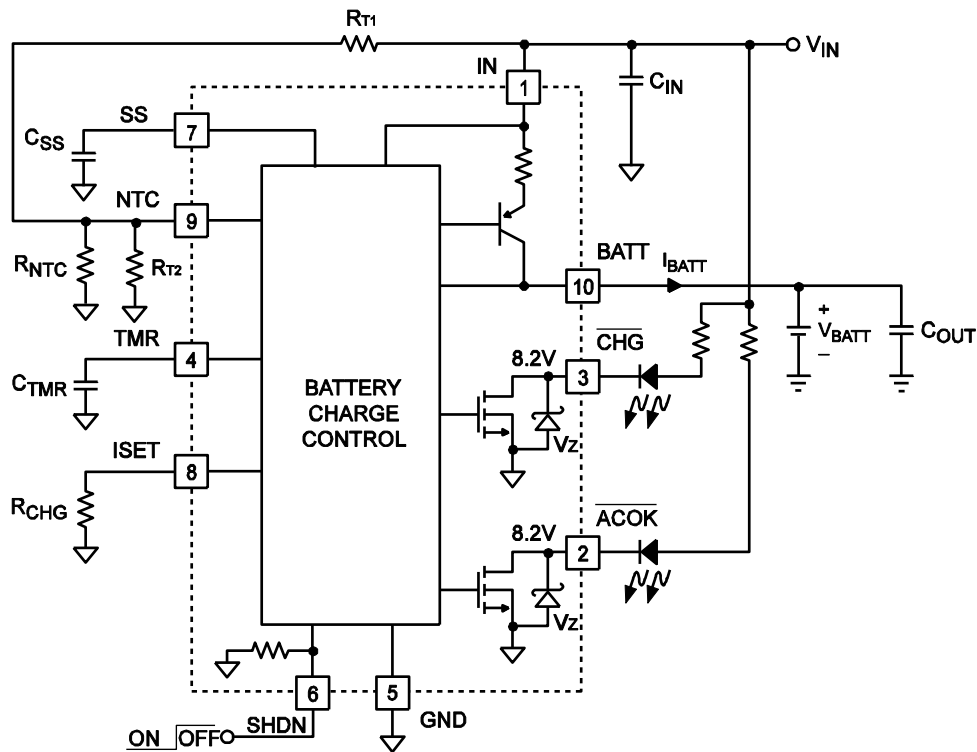 RT1
VIN
IN
1
CIN
SS
7
CSS
NTC
9
RNTC
RT2
BATT
IBATT
10
TMR
4
CTMR
CHG
8.2V
3
VZ
+
VBATT
–
COUT
BATTERY
CHARGE
CONTROL
ISET
8
RCHG
ACOK
8.2V
2
VZ
6
5
SHDN
GND
ON OFF